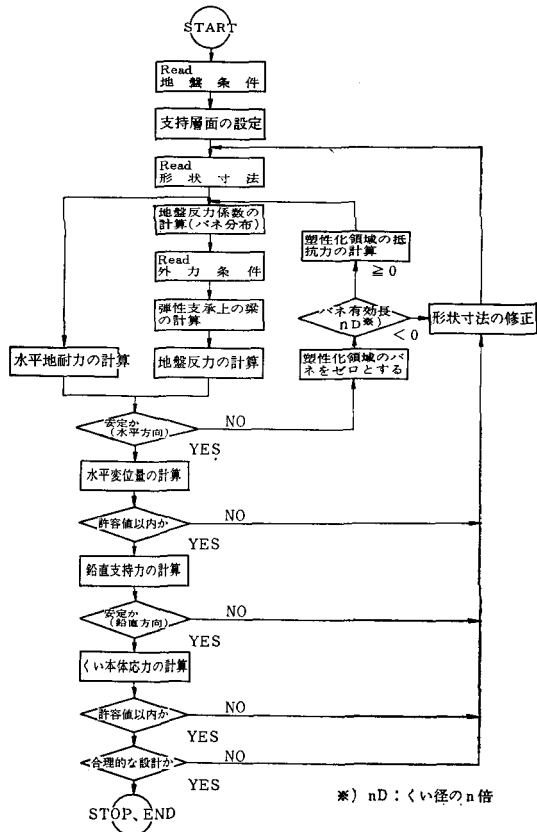 START
Read
地盤条件
支持層面の設定
Read
形状寸法
地盤反力係数の
計算(バネ分布)
Read
外力条件
弾性支承上の梁
の計算
水平地耐力の計算
地盤反力の計算
塑性化領域の抵
抗力の計算
≧0
バネ有効長
nD※)
<0
形状寸法の修正
塑性化領域のバ
ネをゼロとする
安定か
(水平方向)
NO
YES
水平変位量の計算
許容値以内か
NO
YES
鉛直支持力の計算
安定か
(鉛直方向)
NO
YES
くい本体応力の計算
許容値以内か
NO
YES
合理的な設計か
NO
YES
STOP、END
※) nD:くい径のn倍